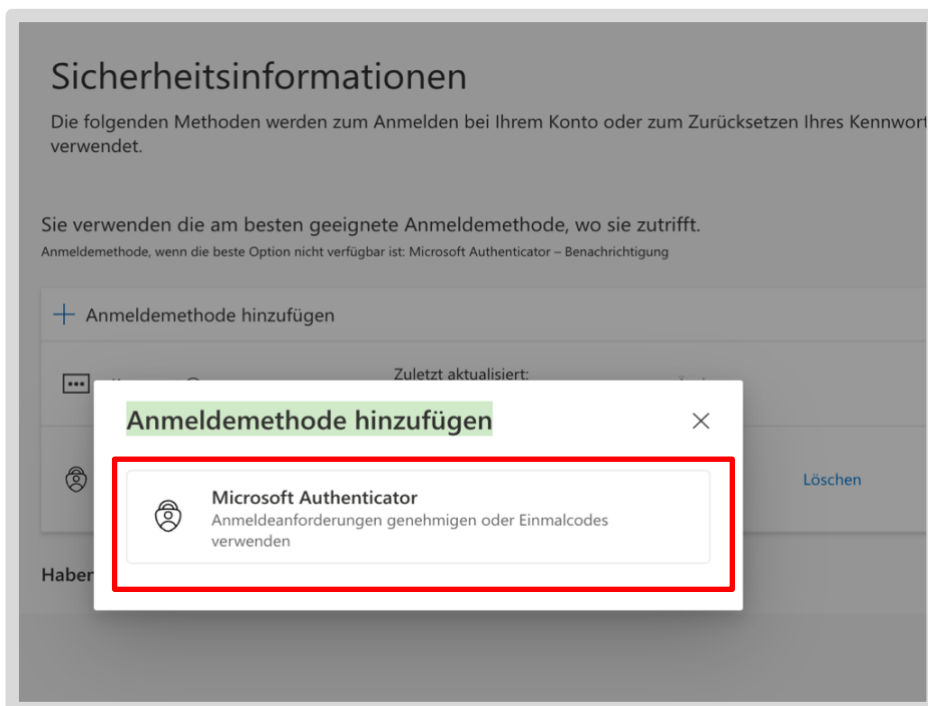 Sicherheitsinformationen
Die folgenden Methoden werden zum Anmelden bei Ihrem Konto oder zum Zurücksetzen Ihres Kennwort
verwendet.
Sie verwenden die am besten geeignete Anmeldemethode, wo sie zutrifft.
Anmeldemethode, wenn die beste Option nicht verfügbar ist: Microsoft Authenticator – Benachrichtigung
Anmeldemethode hinzufügen
Zuletzt aktualisiert:
Anmeldemethode hinzufügen
Microsoft Authenticator
Anmeldeanforderungen genehmigen oder Einmalcodes
verwenden
Löschen
Haben